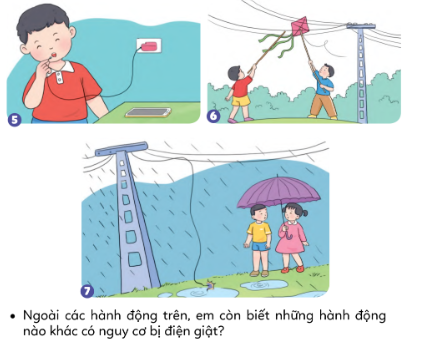 5
6
7
• Ngoài các hành động trên, em còn biết những hành động
nào khác có nguy cơ bị điện giật?